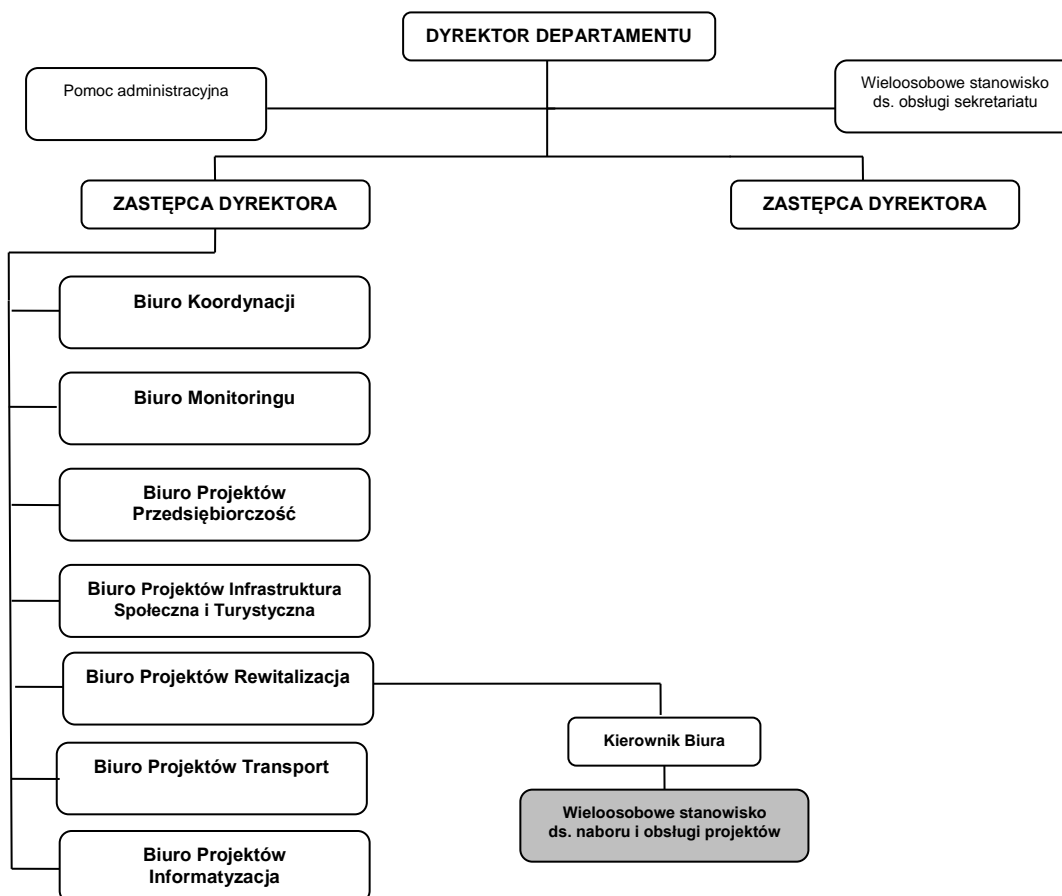 DYREKTOR DEPARTAMENTU
Pomoc administracyjna
Wieloosobowe stanowisko
ds. obsługi sekretariatu
ZASTĘPCA DYREKTORA
ZASTĘPCA DYREKTORA
Biuro Koordynacji
Biuro Monitoringu
Biuro Projektów
Przedsiębiorczość
Biuro Projektów Infrastruktura
Społeczna i Turystyczna
Biuro Projektów Rewitalizacja
Kierownik Biura
Biuro Projektów Transport
Wieloosobowe stanowisko
ds. naboru i obsługi projektów
Biuro Projektów
Informatyzacja